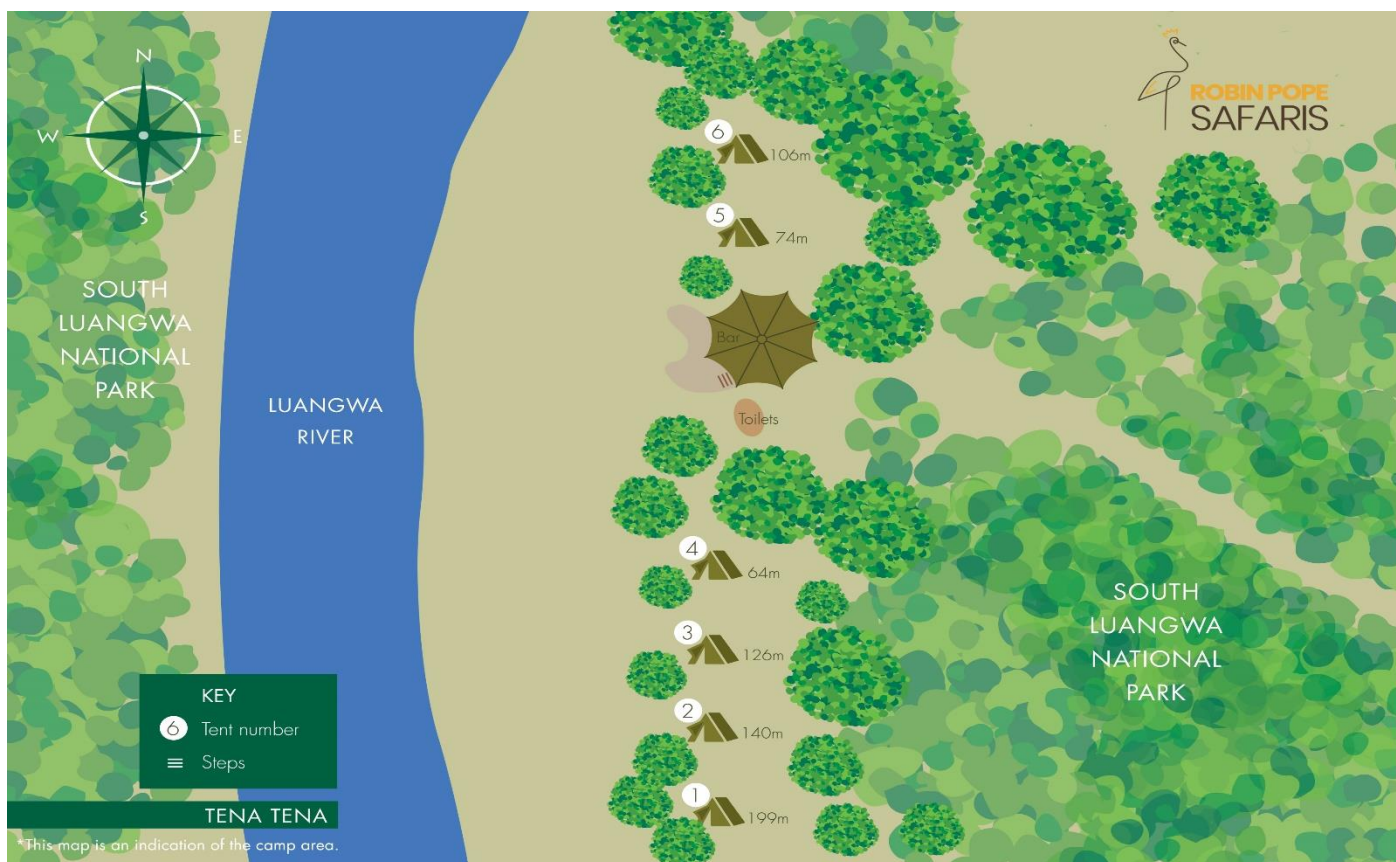 N
W
E
S
ROBIN POPE
SAFARIS
6
106m
5
74m
SOUTH
LUANGWA
NATIONAL
PARK
Bar
LUANGWA
RIVER
Toilets
4
64m
3
126m
SOUTH
LUANGWA
NATIONAL
PARK
2
140m
1
199m
KEY
6 Tent number
Steps
TENA TENA
*This map is an indication of the camp area.